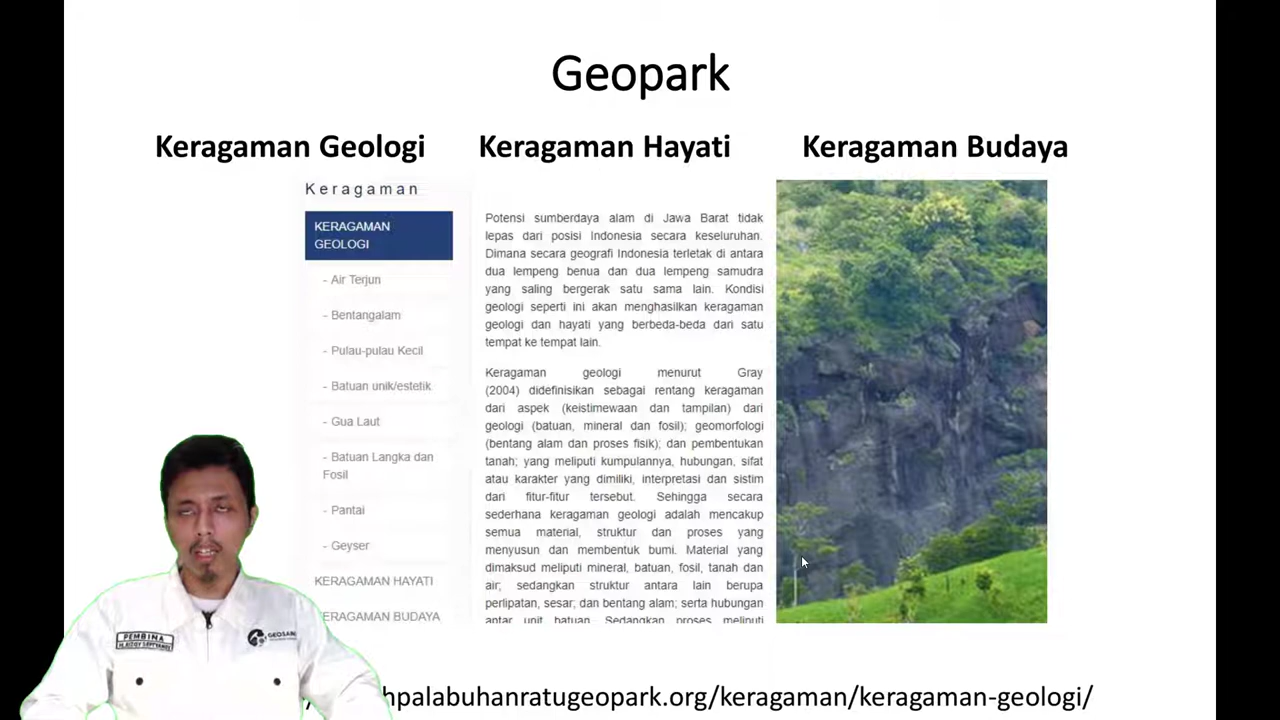 Geopark
Keragaman Geologi
Keragaman Hayati
Keragaman Budaya
Keragaman
KERAGAMAN
GEOLOGI
- Air Terjun
- Bentangalam
- Pulau-pulau Kecil
- Batuan unik/estetik
- Gua Laut
- Batuan Langka dan
Fosil
- Pantai
- Geyser
KERAGAMAN HAYATI
ERAGAMAN BUDAYA
Potensi sumberdaya alam di Jawa Barat tidak
lepas dari posisi Indonesia secara keseluruhan.
Dimana secara geografi Indonesia terletak di antara
dua lempeng benua dan dua lempeng samudra
yang saling bergerak satu sama lain. Kondisi
geologi seperti ini akan menghasilkan keragaman
geologi dan hayati yang berbeda-beda dari satu
tempat ke tempat lain.
Keragaman geologi menurut Gray
(2004) didefinisikan sebagai rentang keragaman
dari aspek (keistimewaan dan tampilan) dari
geologi (batuan, mineral dan fosil); geomorfologi
(bentang alam dan proses fisik); dan pembentukan
tanah; yang meliputi kumpulannya, hubungan, sifat
atau karakter yang dimiliki, interpretasi dan sistim
dari fitur-fitur tersebut. Sehingga secara
sederhana keragaman geologi adalah mencakup
semua material, struktur dan proses yang
menyusun dan membentuk bumi. Material yang
dimaksud meliputi mineral, batuan, fosil, tanah dan
air; sedangkan struktur antara lain berupa
perlipatan, sesar; dan bentang alam; serta hubungan
antar unit batuan. Sedangkan proses meliputi
PEMBINA
GEOSAN
hpalabuhanratugeopark.org/keragaman/keragaman-geologi/